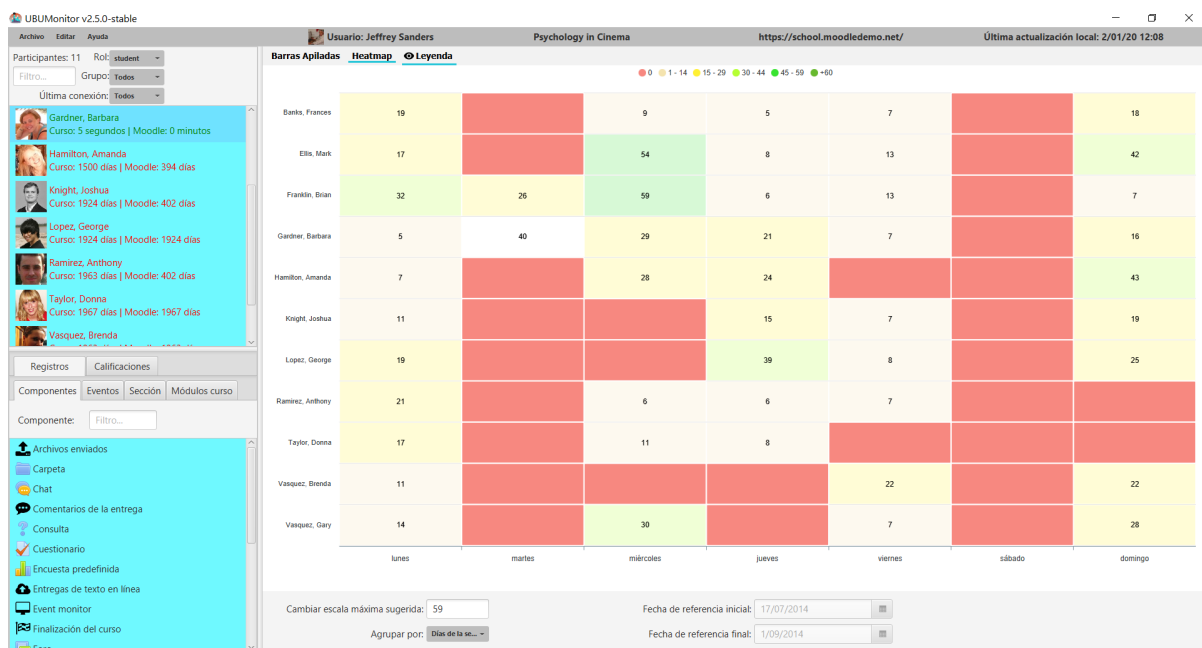 UBUMonitor v2.5.0-stable
Archivo Editar Ayuda
Usuario: Jeffrey Sanders
Psychology in Cinema
https://school.moodledemo.net/
Última actualización local: 2/01/20 12:08
Participantes: 11 Rol: student
Filtro... Grupo: Todos
Última conexión: Todos
Gardner, Barbara
Curso: 5 segundos | Moodle: 0 minutos
Hamilton, Amanda
Curso: 1500 días | Moodle: 394 días
Knight, Joshua
Curso: 1924 días | Moodle: 402 días
Lopez, George
Curso: 1924 días | Moodle: 1924 días
Ramirez, Anthony
Curso: 1963 días | Moodle: 402 días
Taylor, Donna
Curso: 1967 días | Moodle: 1967 días
Vasquez, Brenda
Registros Calificaciones
Componentes Eventos Sección Módulos curso
Componente: Filtro...
Archivos enviados
Carpeta
Chat
Comentarios de la entrega
Consulta
Cuestionario
Encuesta predefinida
Entregas de texto en línea
Event monitor
Finalización del curso
Barras Apiladas Heatmap Leyenda
0 1 - 14 15 - 29 30 - 44 45 - 59 +60
Banks, Frances 19 9 5 7 18
Ellis, Mark 17 54 8 13 42
Franklin, Brian 32 26 59 6 13 7
Gardner, Barbara 5 40 29 21 7 16
Hamilton, Amanda 7 28 24 43
Knight, Joshua 11 15 7 19
Lopez, George 19 39 8 25
Ramirez, Anthony 21 6 6 7
Taylor, Donna 17 11 8
Vasquez, Brenda 11 22 22
Vasquez, Gary 14 30 7 28
lunes martes miércoles jueves viernes sábado domingo
Cambiar escala máxima sugerida: 59
Fecha de referencia inicial: 17/07/2014
Agrupar por: Días de la se...
Fecha de referencia final: 1/09/2014